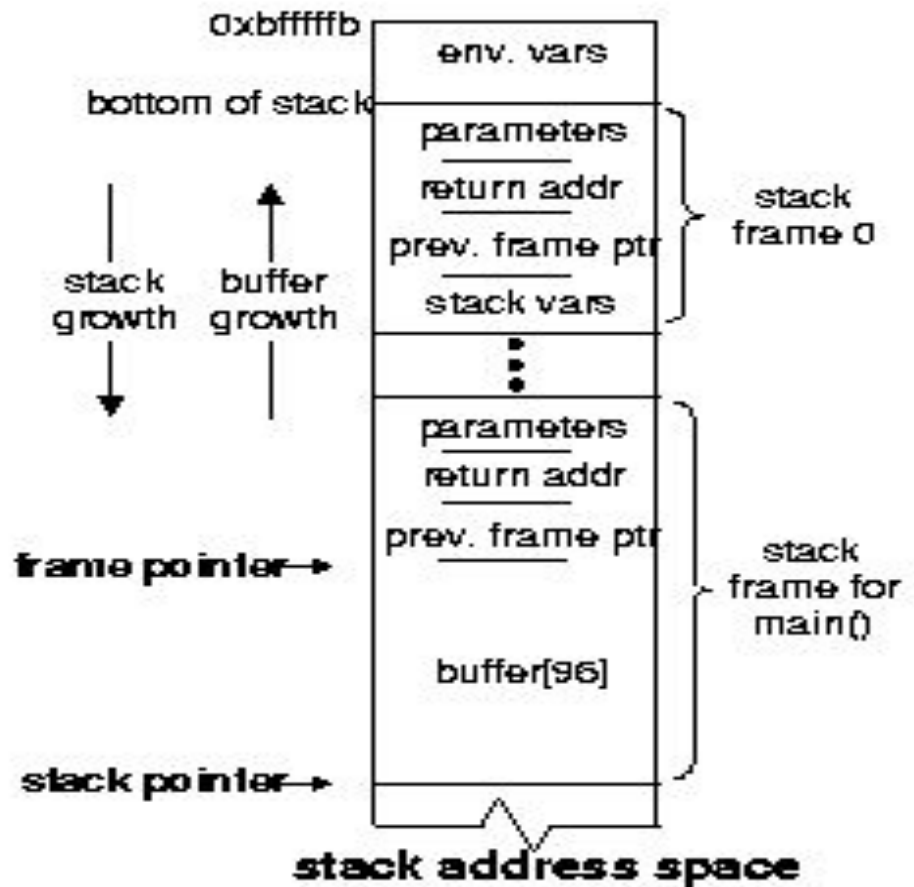 0xbfffffb
env. vars
bottom of stack
parameters
return addr
prev. frame ptr
stack vars
stack
frame 0
stack
growth
buffer
growth
parameters
return addr
prev. frame ptr
frame pointer
buffer[96]
stack
frame for
main()
stack pointer
stack address space